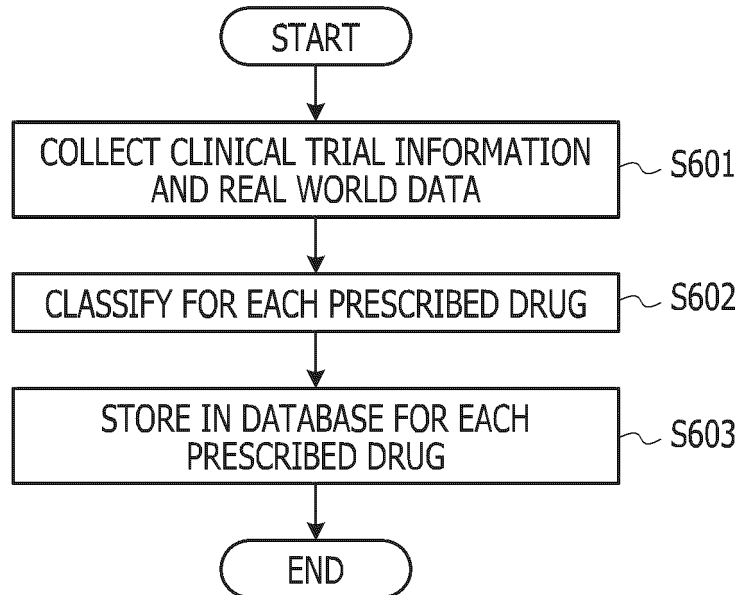 START
COLLECT CLINICAL TRIAL INFORMATION
AND REAL WORLD DATA
S601
CLASSIFY FOR EACH PRESCRIBED DRUG
S602
STORE IN DATABASE FOR EACH
PRESCRIBED DRUG
S603
END